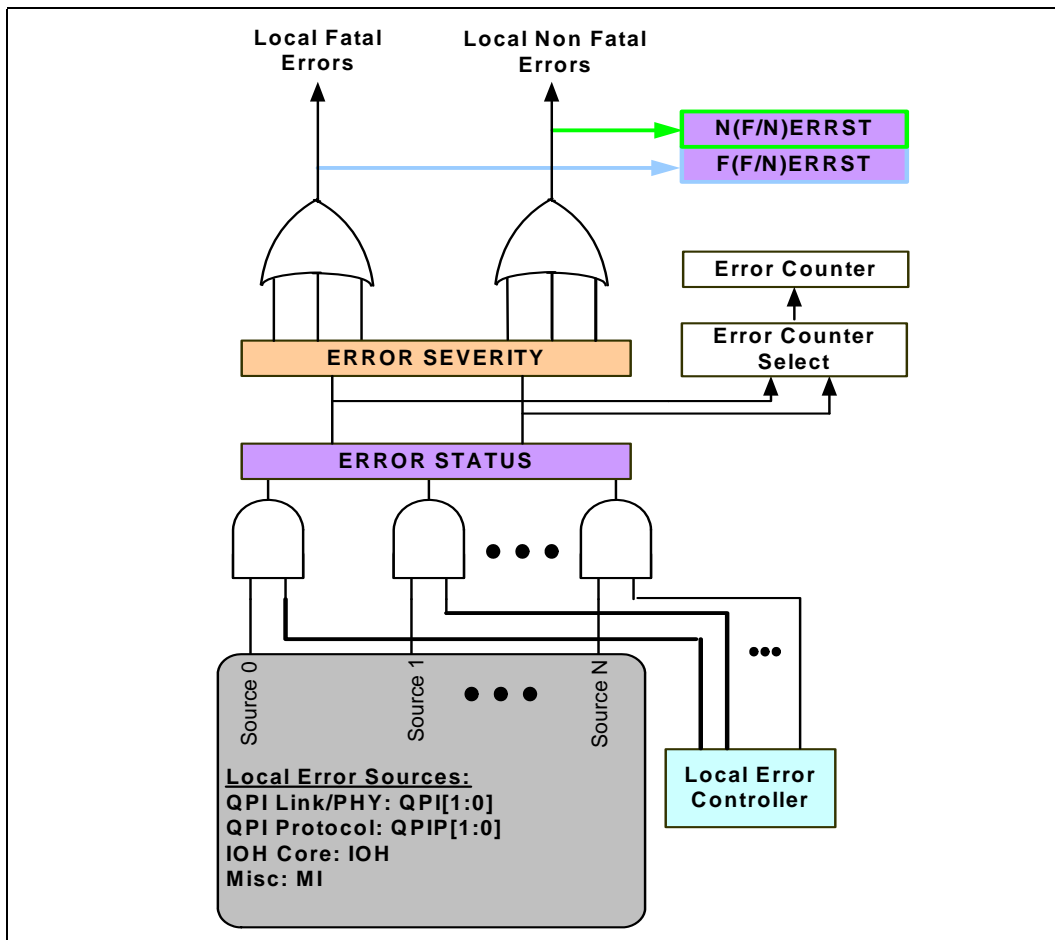 Local Fatal
Errors
Local Non Fatal
Errors
N(F/N)ERRST
F(F/N)ERRST
Error Counter
Error Counter
Select
ERROR SEVERITY
ERROR STATUS
Source 0
Source 1
Source N
Local Error Sources:
QPI Link/PHY: QPI[1:0]
QPI Protocol: QPIP[1:0]
IOH Core: IOH
Misc: MI
Local Error
Controller